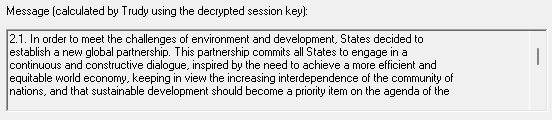 Message (calculated by Trudy using the decrypted session key):
2.1. In order to meet the challenges of environment and development, States decided to
establish a new global partnership. This partnership commits all States to engage in a
continuous and constructive dialogue, inspired by the need to achieve a more efficient and
equitable world economy, keeping in view the increasing interdependence of the community of
nations, and that sustainable development should become a priority item on the agenda of the